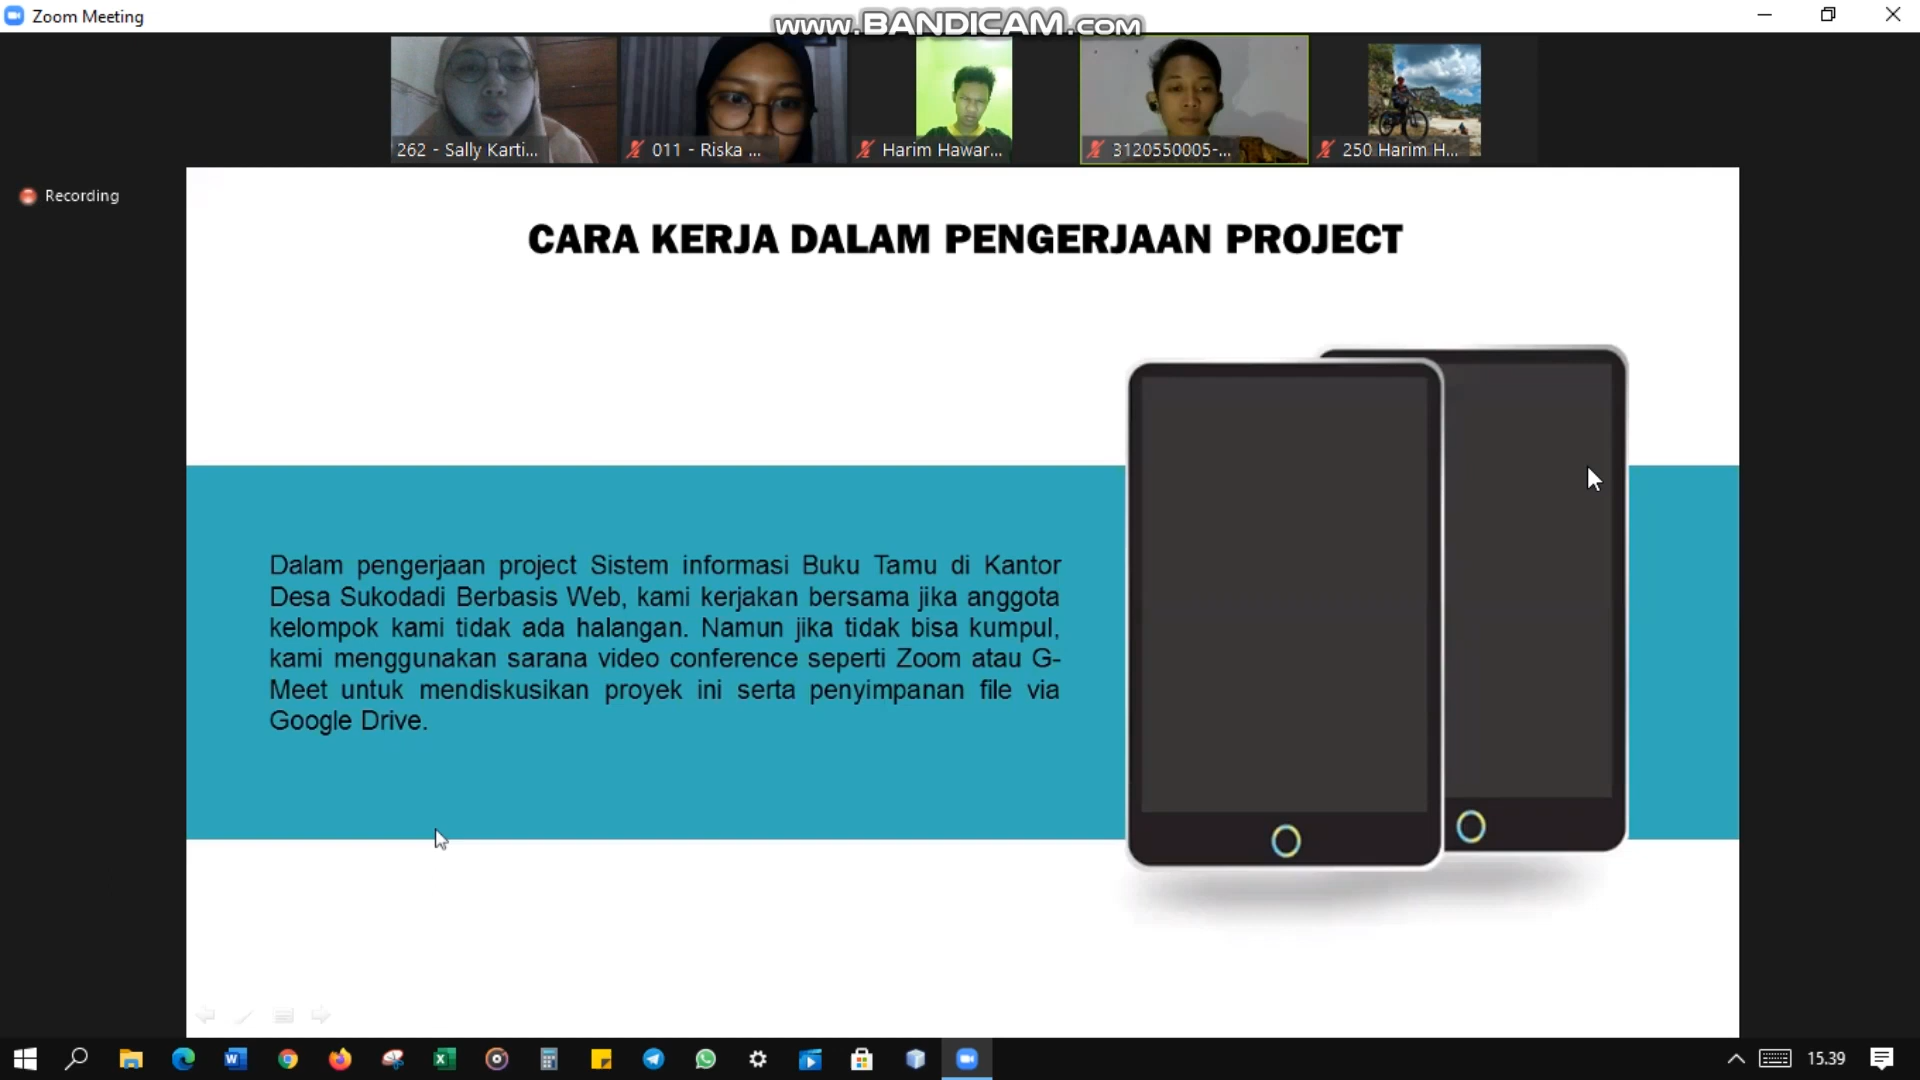 Zoom Meeting
www.BANDICAM.com
262 - Sally Karti...
011 - Riska ...
Harim Hawar...
3120550005-...
250 Harim H...
Recording
CARA KERJA DALAM PENGERJAAN PROJECT
Dalam pengerjaan project Sistem informasi Buku Tamu di Kantor
Desa Sukodadi Berbasis Web, kami kerjakan bersama jika anggota
kelompok kami tidak ada halangan. Namun jika tidak bisa kumpul,
kami menggunakan sarana video conference seperti Zoom atau G-
Meet untuk mendiskusikan proyek ini serta penyimpanan file via
Google Drive.
15.39